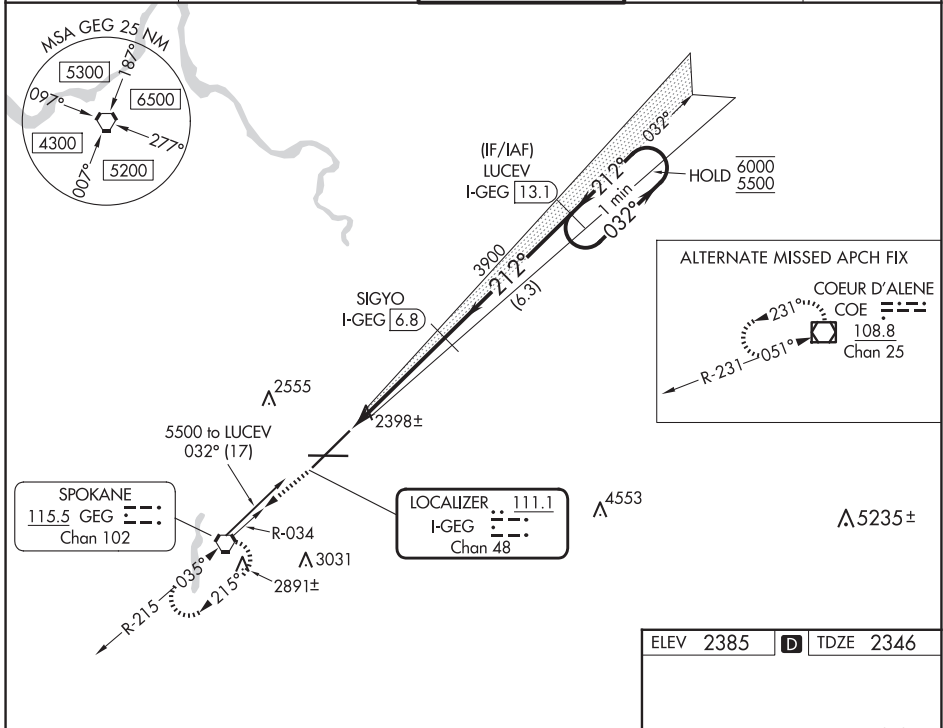 MSA GEG 25 NM
5300
187°
097°
6500
4300
277°
007°
5200
(IF/IAF)
LUCEV
I-GEG 13.1
032°
212°
1 min
032°
HOLD 6000
5500
3900
212°
(6.3)
SIGYO
I-GEG 6.8
ALTERNATE MISSED APCH FIX
COEUR D'ALENE
COE
108.8
Chan 25
231°
R-231
051°
2555
2398±
5500 to LUCEV
032° (17)
SPOKANE
115.5 GEG
Chan 102
LOCALIZER 111.1
I-GEG
Chan 48
4553
5235±
R-034
3031
2891±
R-215
035°
215°
ELEV 2385 D TDZE 2346